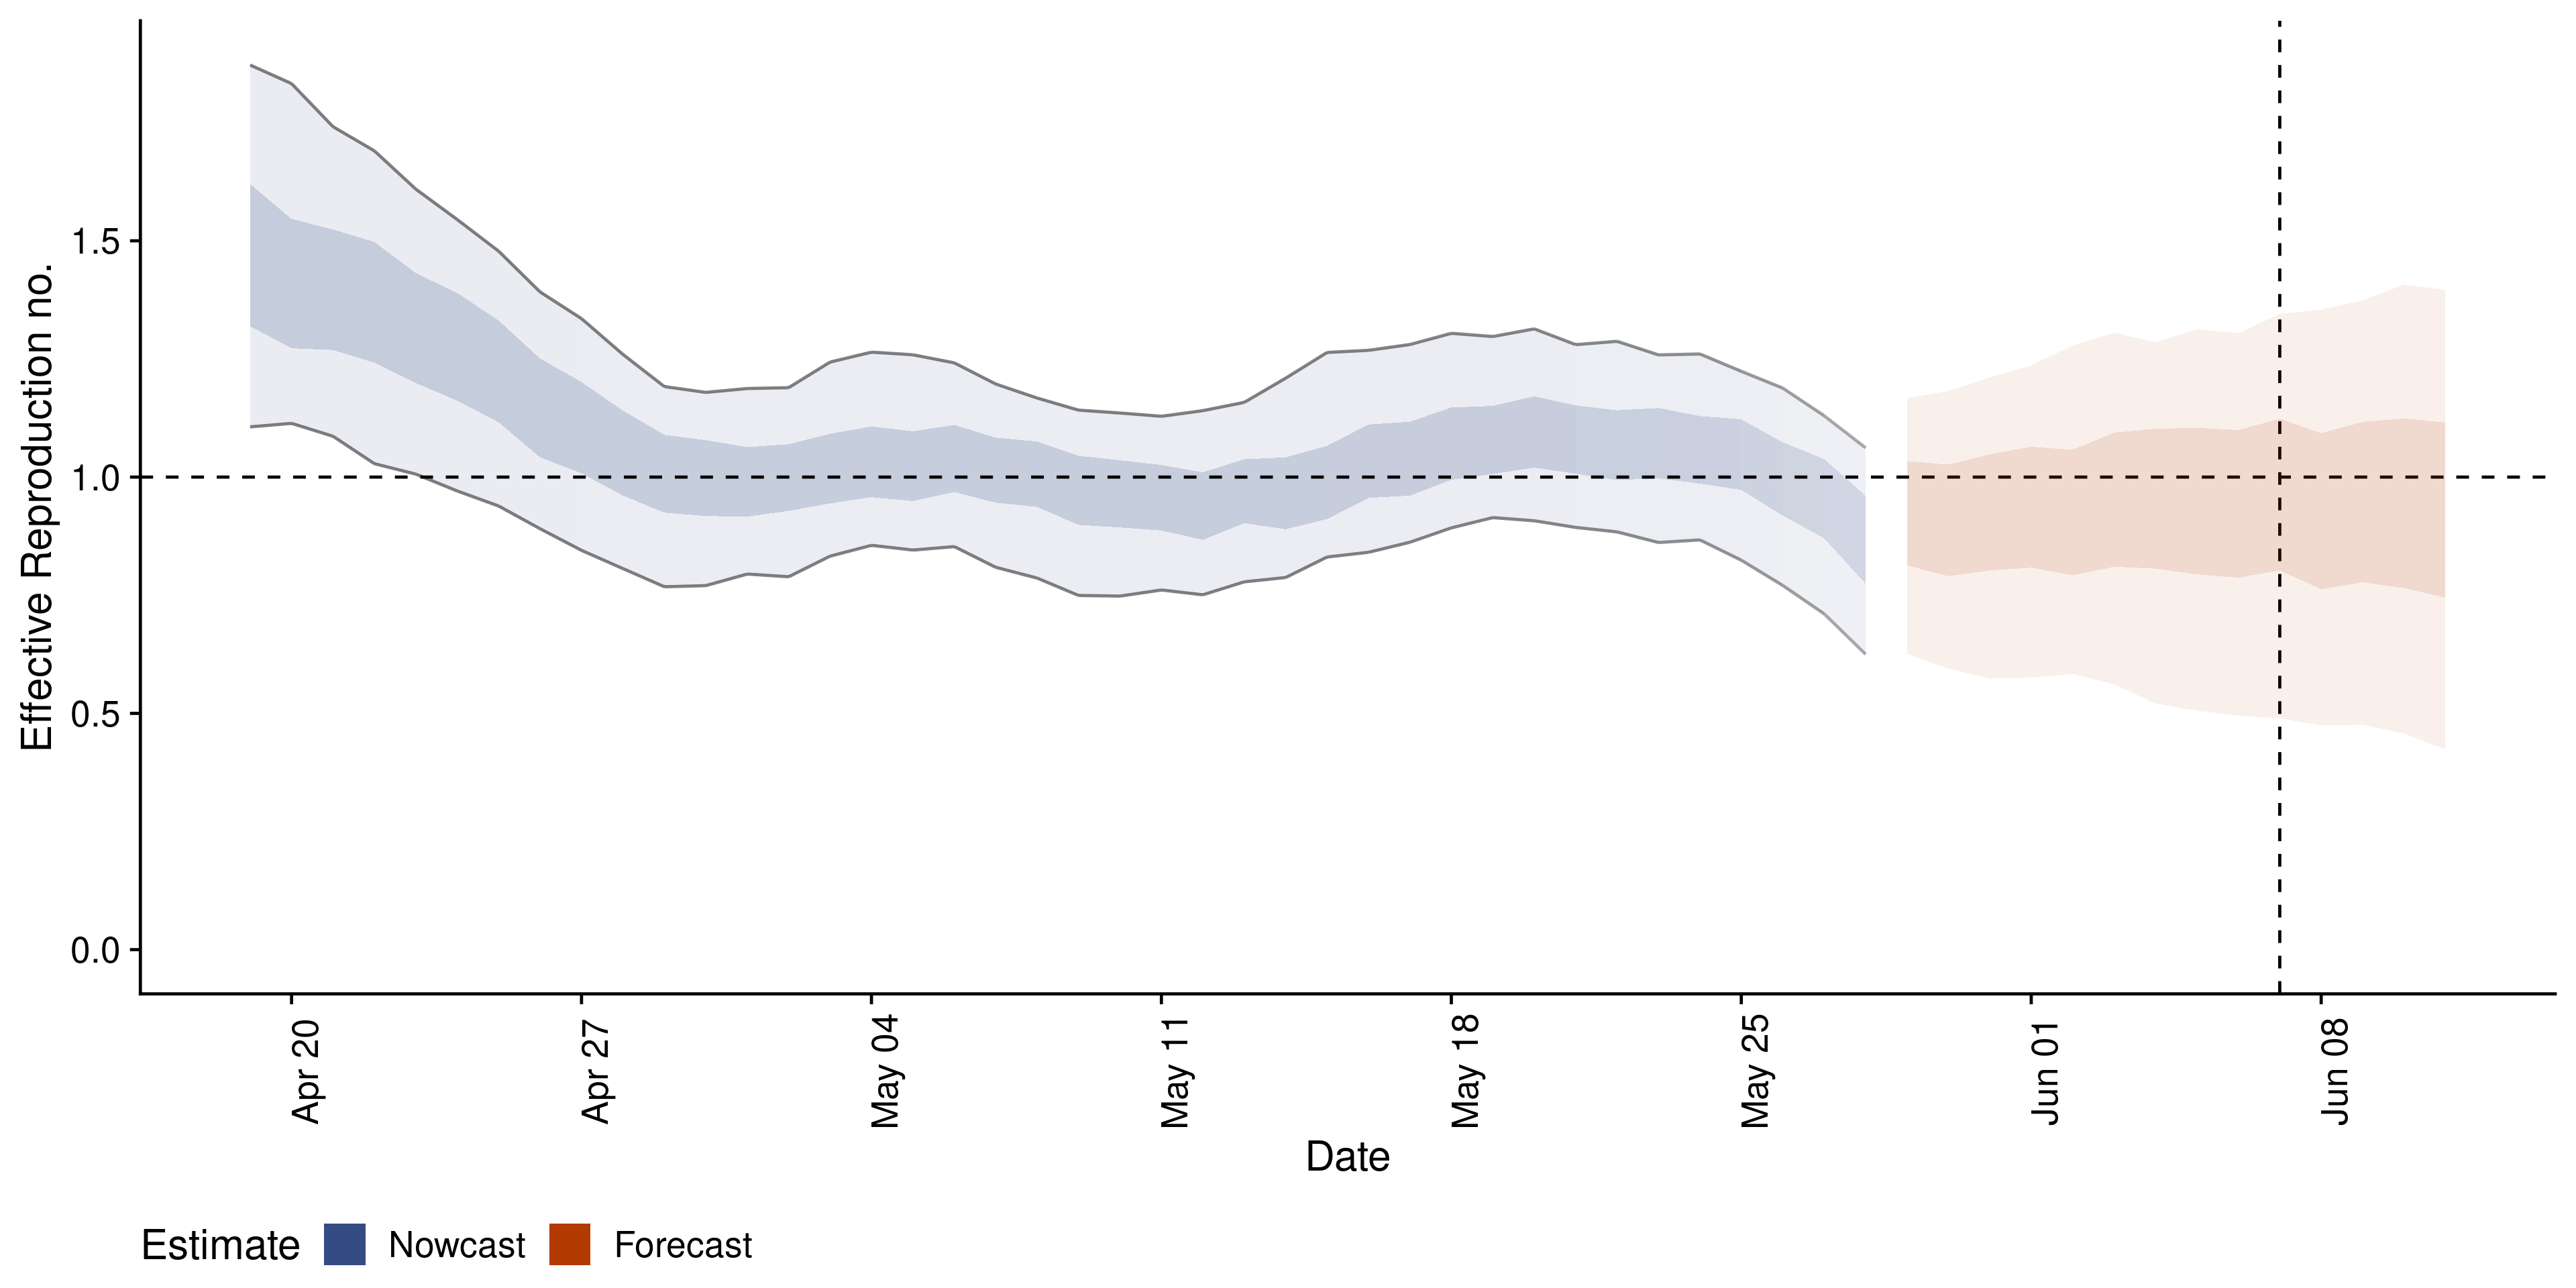 Effective Reproduction no.
1.5
1.0
0.5
0.0
Apr 20
Apr 27
May 04
May 11
May 18
May 25
Jun 01
Jun 08
Date
Estimate Nowcast Forecast